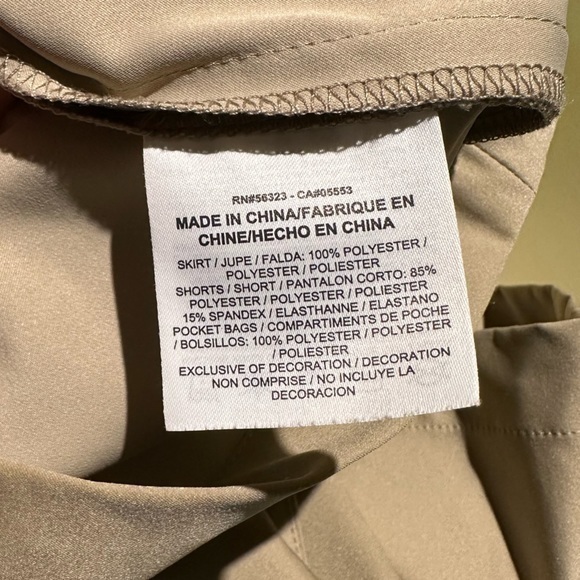 RN#56323 - CA#05553
MADE IN CHINA/FABRIQUE EN
CHINE/HECHO EN CHINA
SKIRT / JUPE / FALDA: 100% POLYESTER /
POLYESTER / POLIESTER
SHORTS / SHORT / PANTALON CORTO: 85%
POLYESTER / POLYESTER / POLIESTER
15% SPANDEX / ELASTHANNE / ELASTANO
POCKET BAGS / COMPARTIMENTS DE POCHE
/ BOLSILLOS: 100% POLYESTER / POLYESTER
/ POLIESTER
EXCLUSIVE OF DECORATION / DECORATION
NON COMPRISE / NO INCLUYE LA
DECORACION